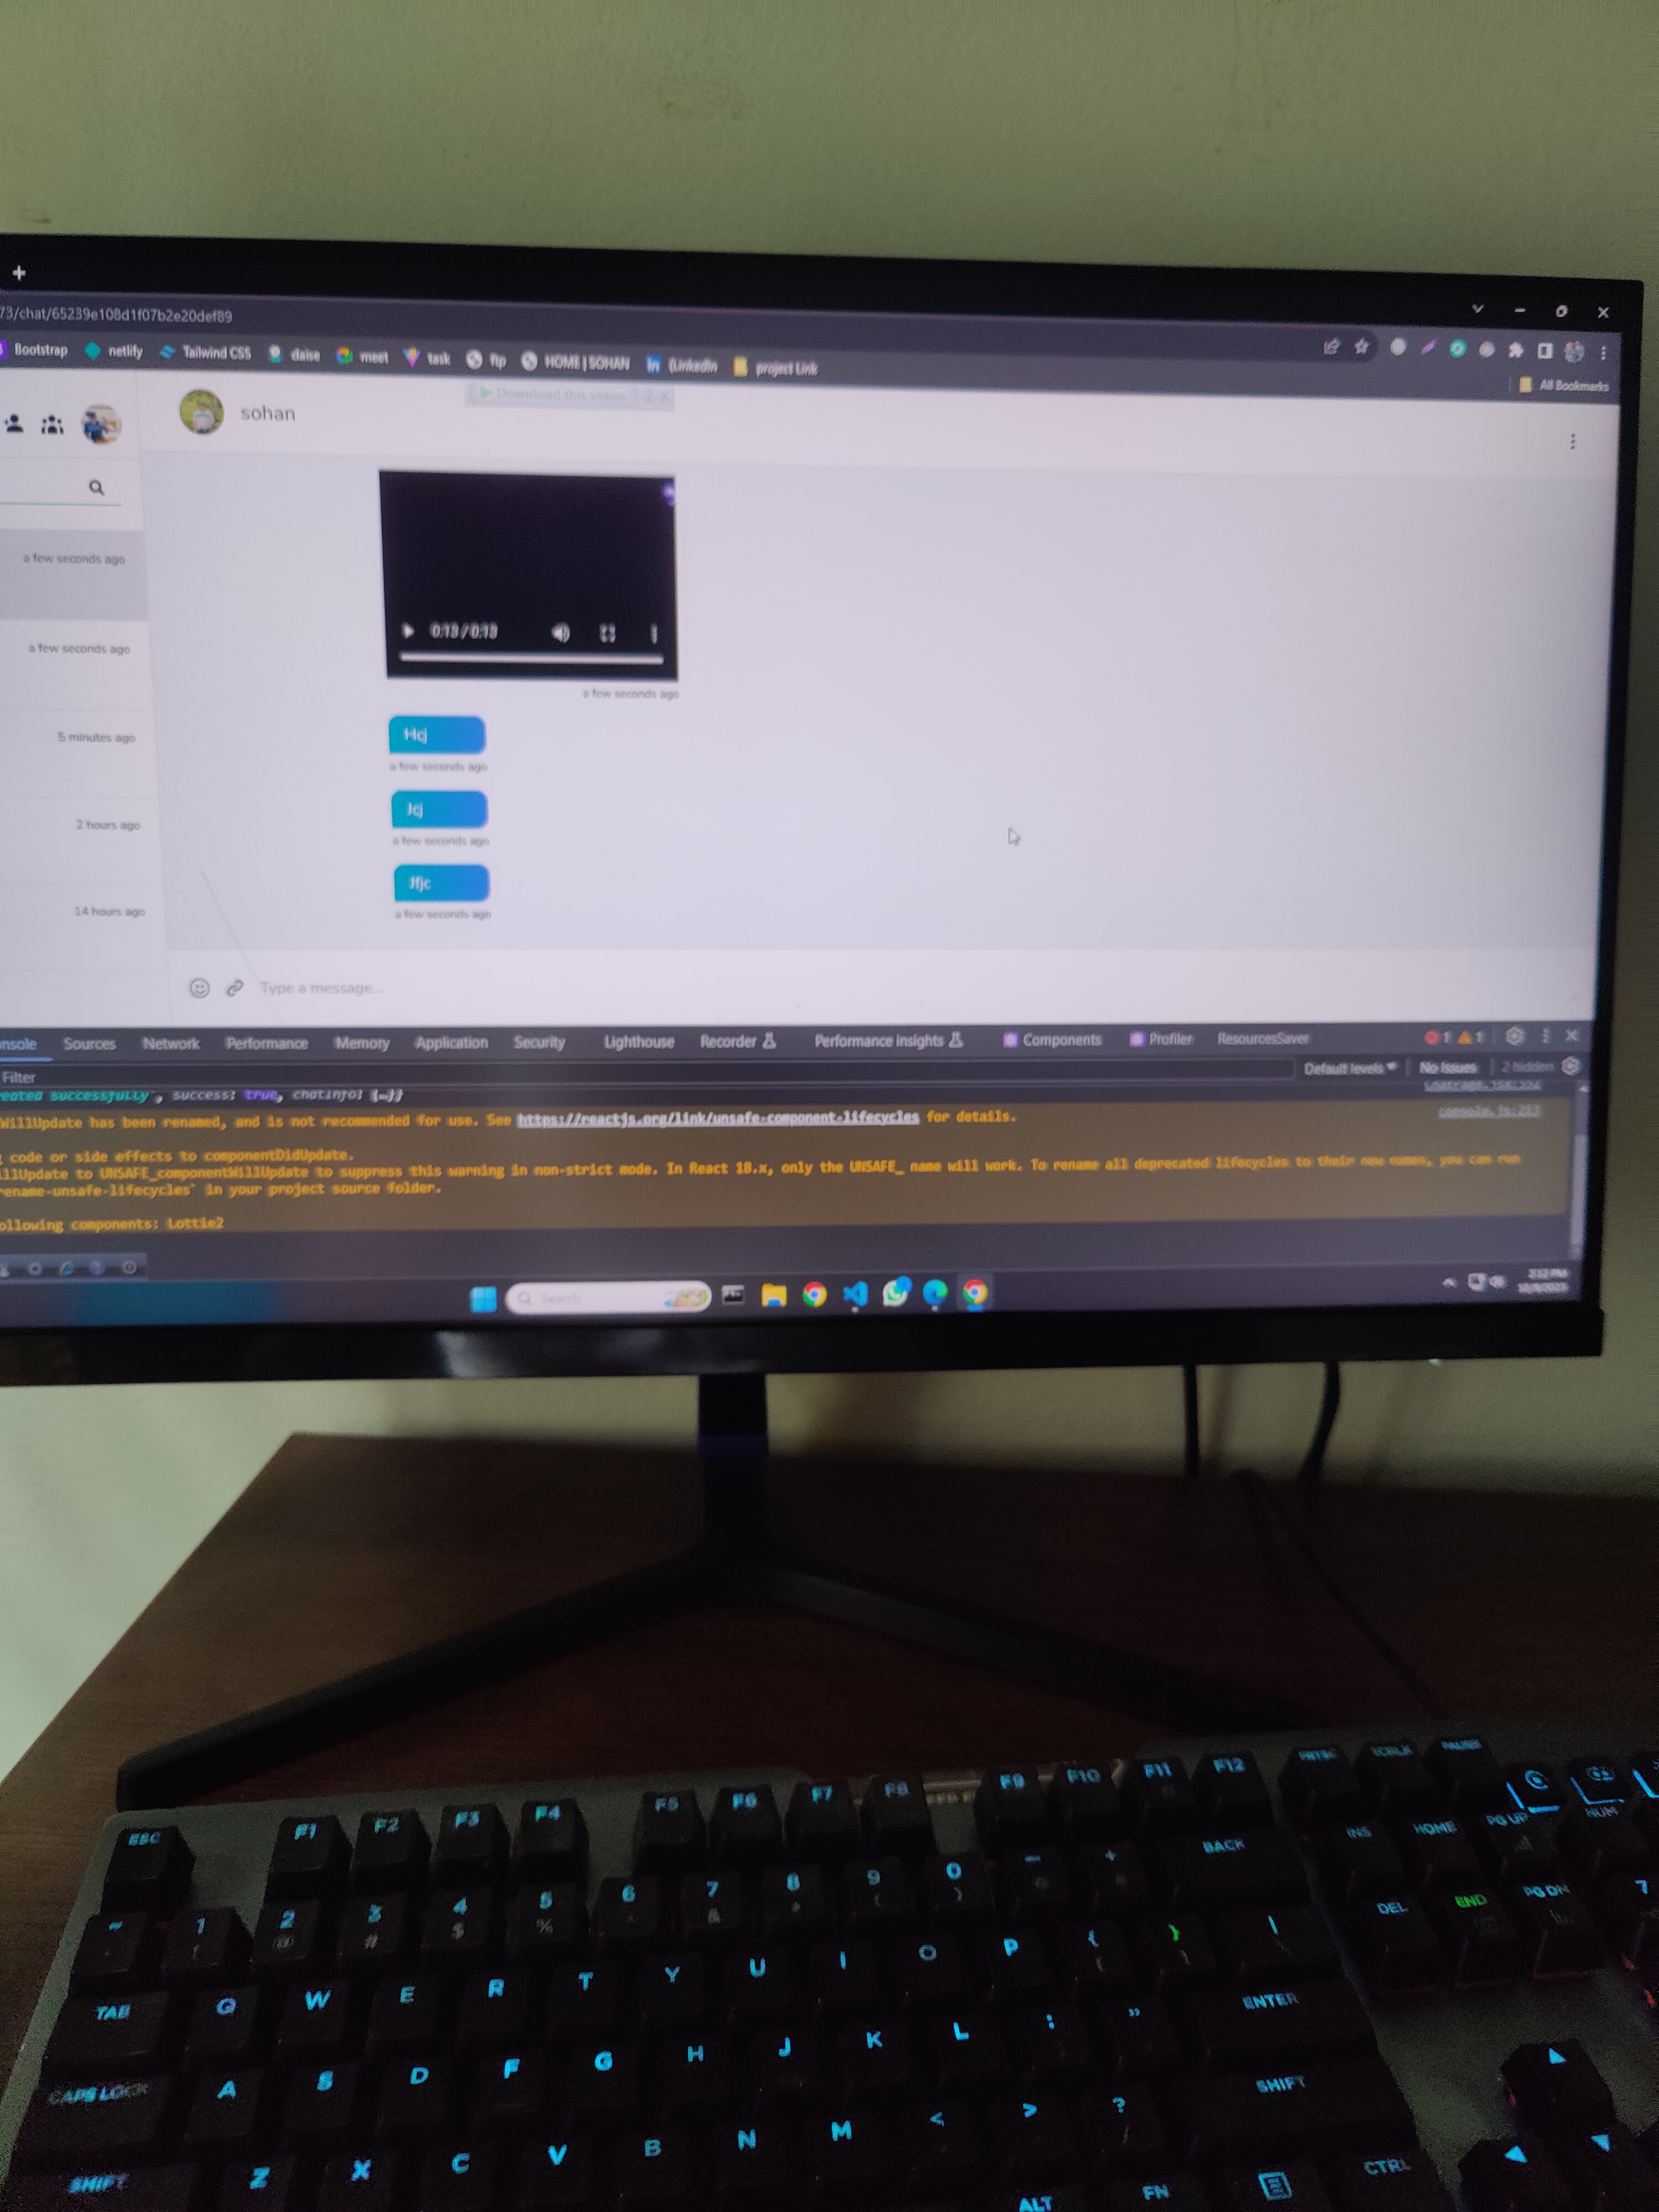 73/chat/65239e108d1f07b2e20def89
Bootstrap netlify Tailwind CSS daise meet task ftp HOME | SOHAN (LinkedIn project Link
All Bookmarks
Download this video
sohan
a few seconds ago
a few seconds ago
5 minutes ago
2 hours ago
14 hours ago
0:13 / 0:13
a few seconds ago
Hcj
a few seconds ago
Jcj
a few seconds ago
Jfjc
a few seconds ago
Type a message...
onsole Sources Network Performance Memory Application Security Lighthouse Recorder Performance insights Components Profiler ResourcesSaver 1 1
Filter Default levels No Issues 2 hidden
eated successfully', success: true, chatinfo: {…}}
WillUpdate has been renamed, and is not recommended for use. See https://reactjs.org/link/unsafe-component-lifecycles for details. console.js:213
code or side effects to componentDidUpdate.
illUpdate to UNSAFE_componentWillUpdate to suppress this warning in non-strict mode. In React 18.x, only the UNSAFE_ name will work. To rename all deprecated lifecycles to their new names, you can run
rename-unsafe-lifecycles` in your project source folder.
ollowing components: Lottie2
Search
2:12 PM
ESC F1 F2 F3 F4 F5 F6 F7 F8 F9 F10 F11 F12 PRTSC SCRLK PAUSE
~ 1 2 3 4 5 6 7 8 9 0 - + BACK INS HOME PG UP NUM
@ # $ % & * ( )
TAB Q W E R T Y U I O P { } | \ DEL END PG DN 7
CAPS LOCK A S D F G H J K L : " ENTER
SHIFT Z X C V B N M < > ? SHIFT
ALT FN CTRL